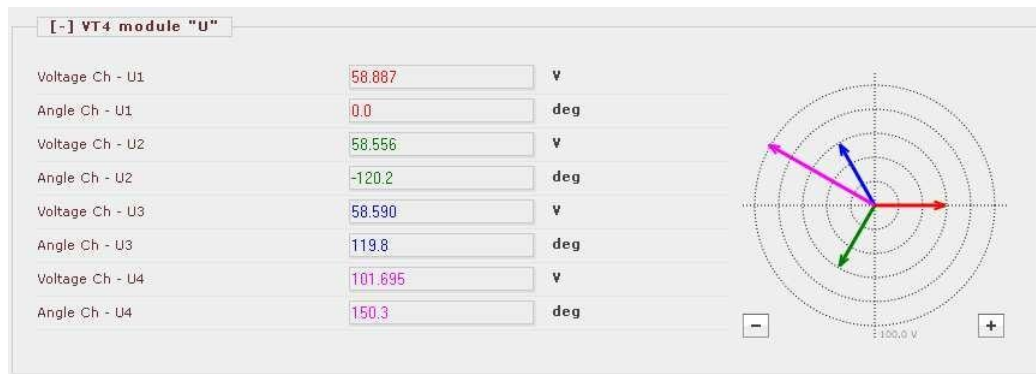 [-] VT4 module "U"
Voltage Ch - U1 58.887 V
Angle Ch - U1 0.0 deg
Voltage Ch - U2 58.556 V
Angle Ch - U2 -120.2 deg
Voltage Ch - U3 58.590 V
Angle Ch - U3 119.8 deg
Voltage Ch - U4 101.695 V
Angle Ch - U4 150.3 deg
- +
100.0 V